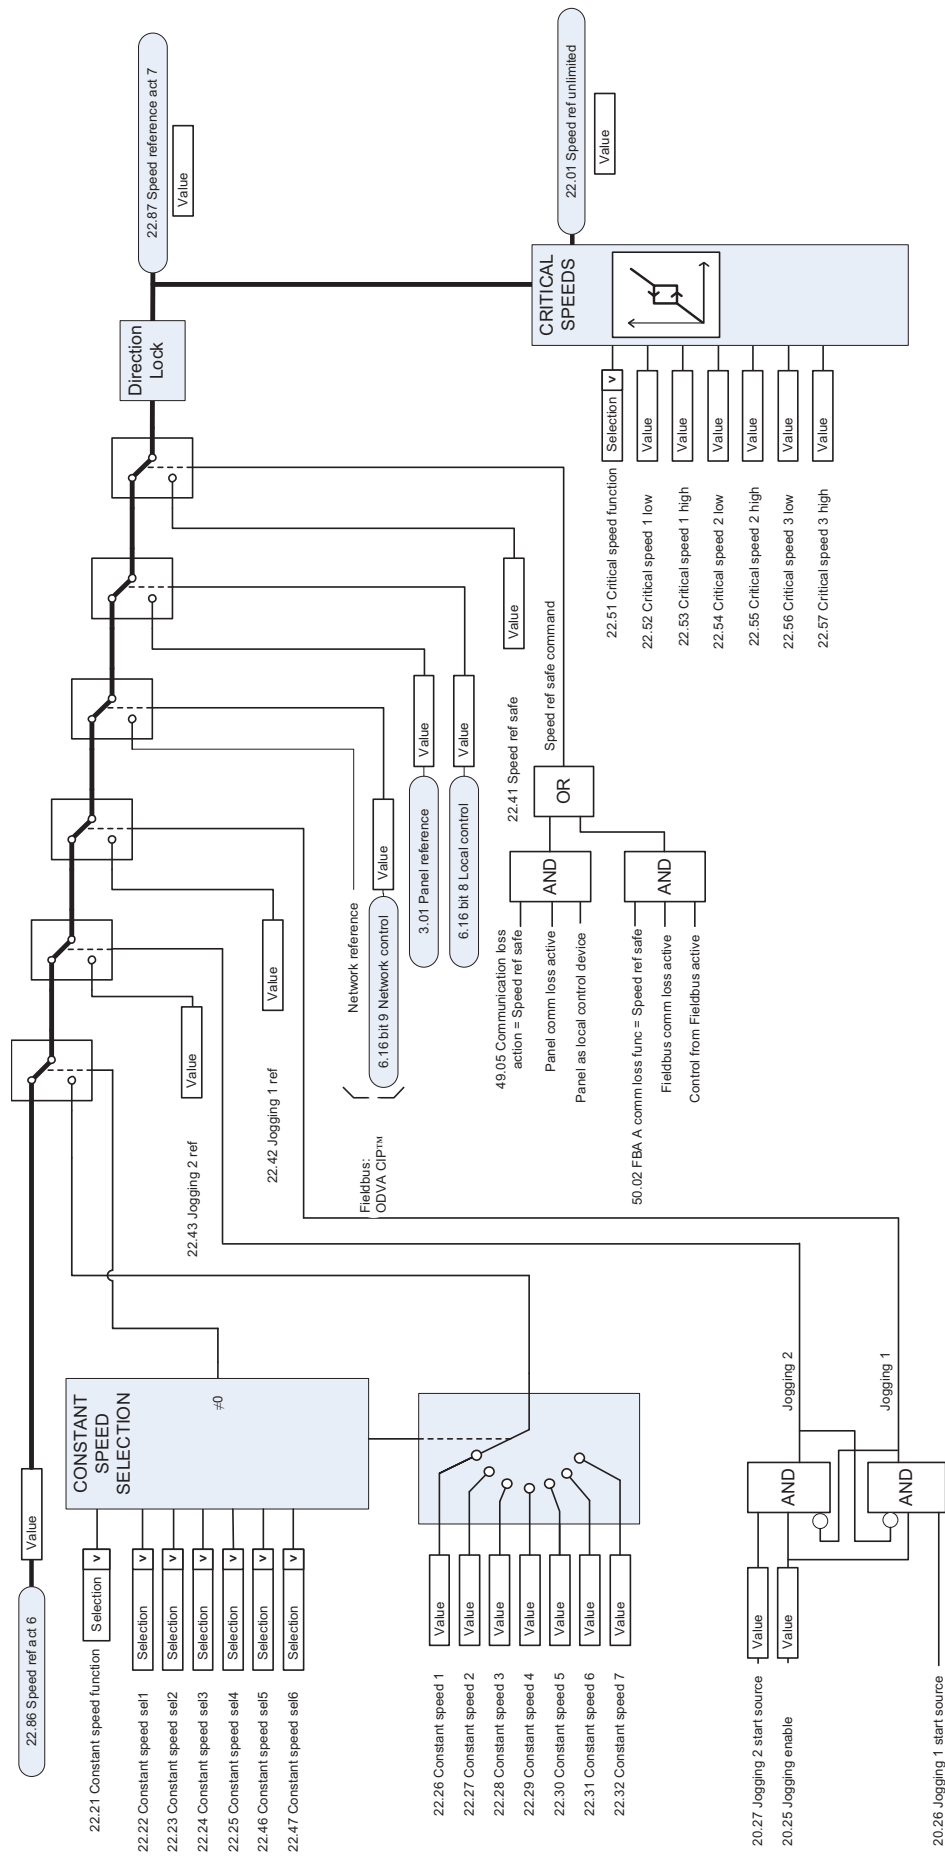 22.86 Speed ref act 6
Value
22.21 Constant speed function
Selection
v
22.22 Constant speed sel1
Selection
v
22.23 Constant speed sel2
Selection
v
22.24 Constant speed sel3
Selection
v
22.25 Constant speed sel4
Selection
v
22.46 Constant speed sel5
Selection
v
22.47 Constant speed sel6
Selection
v
CONSTANT
SPEED
SELECTION
≠0
22.26 Constant speed 1
Value
22.27 Constant speed 2
Value
22.28 Constant speed 3
Value
22.29 Constant speed 4
Value
22.30 Constant speed 5
Value
22.31 Constant speed 6
Value
22.32 Constant speed 7
Value
20.27 Jogging 2 start source
Value
20.25 Jogging enable
Value
20.26 Jogging 1 start source
AND
Jogging 2
AND
Jogging 1
22.43 Jogging 2 ref
Value
22.42 Jogging 1 ref
Value
Fieldbus:
ODVA CIP™
Network reference
6.16 bit 9 Network control
Value
3.01 Panel reference
Value
6.16 bit 8 Local control
Value
22.41 Speed ref safe
Value
49.05 Communication loss
action = Speed ref safe
Panel comm loss active
Panel as local control device
AND
50.02 FBA A comm loss func = Speed ref safe
Fieldbus comm loss active
Control from Fieldbus active
AND
OR
Speed ref safe command
Direction
Lock
22.87 Speed reference act 7
Value
22.51 Critical speed function
Selection
v
22.52 Critical speed 1 low
Value
22.53 Critical speed 1 high
Value
22.54 Critical speed 2 low
Value
22.55 Critical speed 2 high
Value
22.56 Critical speed 3 low
Value
22.57 Critical speed 3 high
Value
CRITICAL
SPEEDS
22.01 Speed ref unlimited
Value